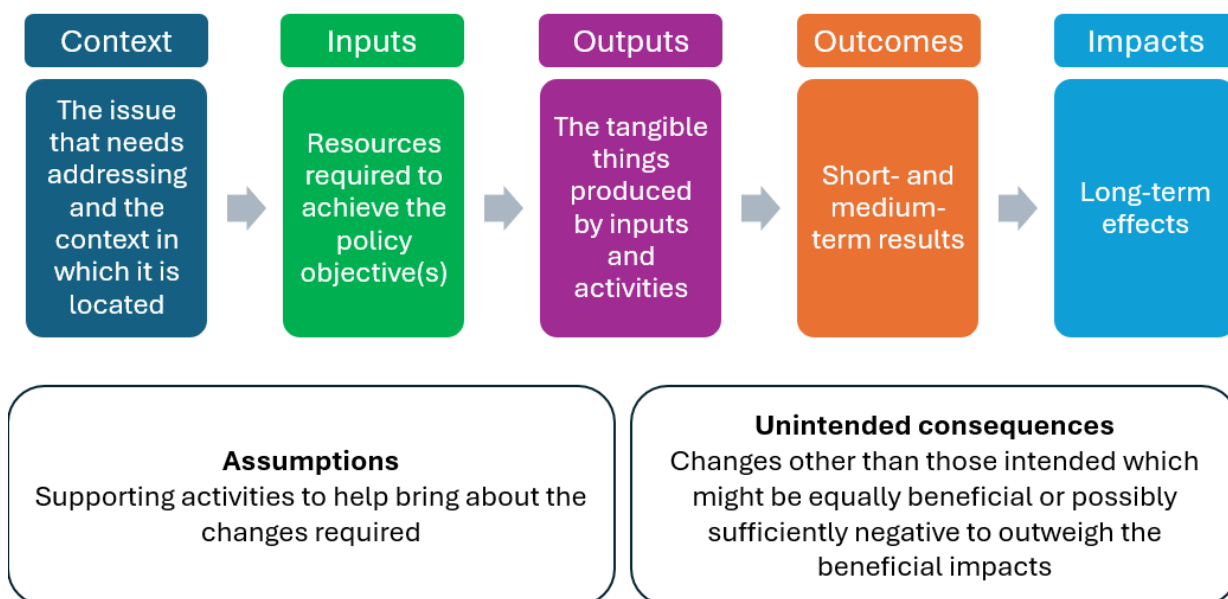 Context
Inputs
Outputs
Outcomes
Impacts
The issue
that needs
addressing
and the
context in
which it is
located
Resources
required to
achieve the
policy
objective(s)
The tangible
things
produced
by inputs
and
activities
Short- and
medium-
term results
Long-term
effects
Assumptions
Supporting activities to help bring about the
changes required
Unintended consequences
Changes other than those intended which
might be equally beneficial or possibly
sufficiently negative to outweigh the
beneficial impacts